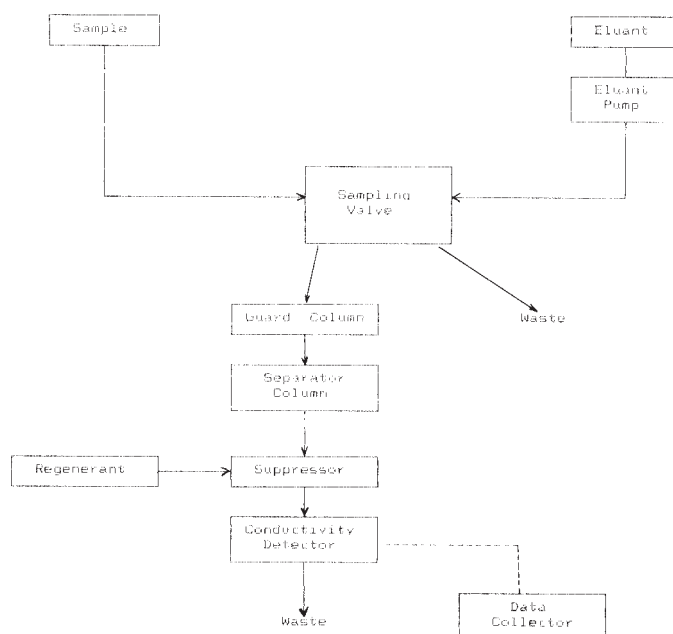 Sample
Eluant
Eluant
Pump
Sampling
Valve
Guard Column
Waste
Separator
Column
Regenerant
Suppressor
Conductivity
Detector
Waste
Data
Collector